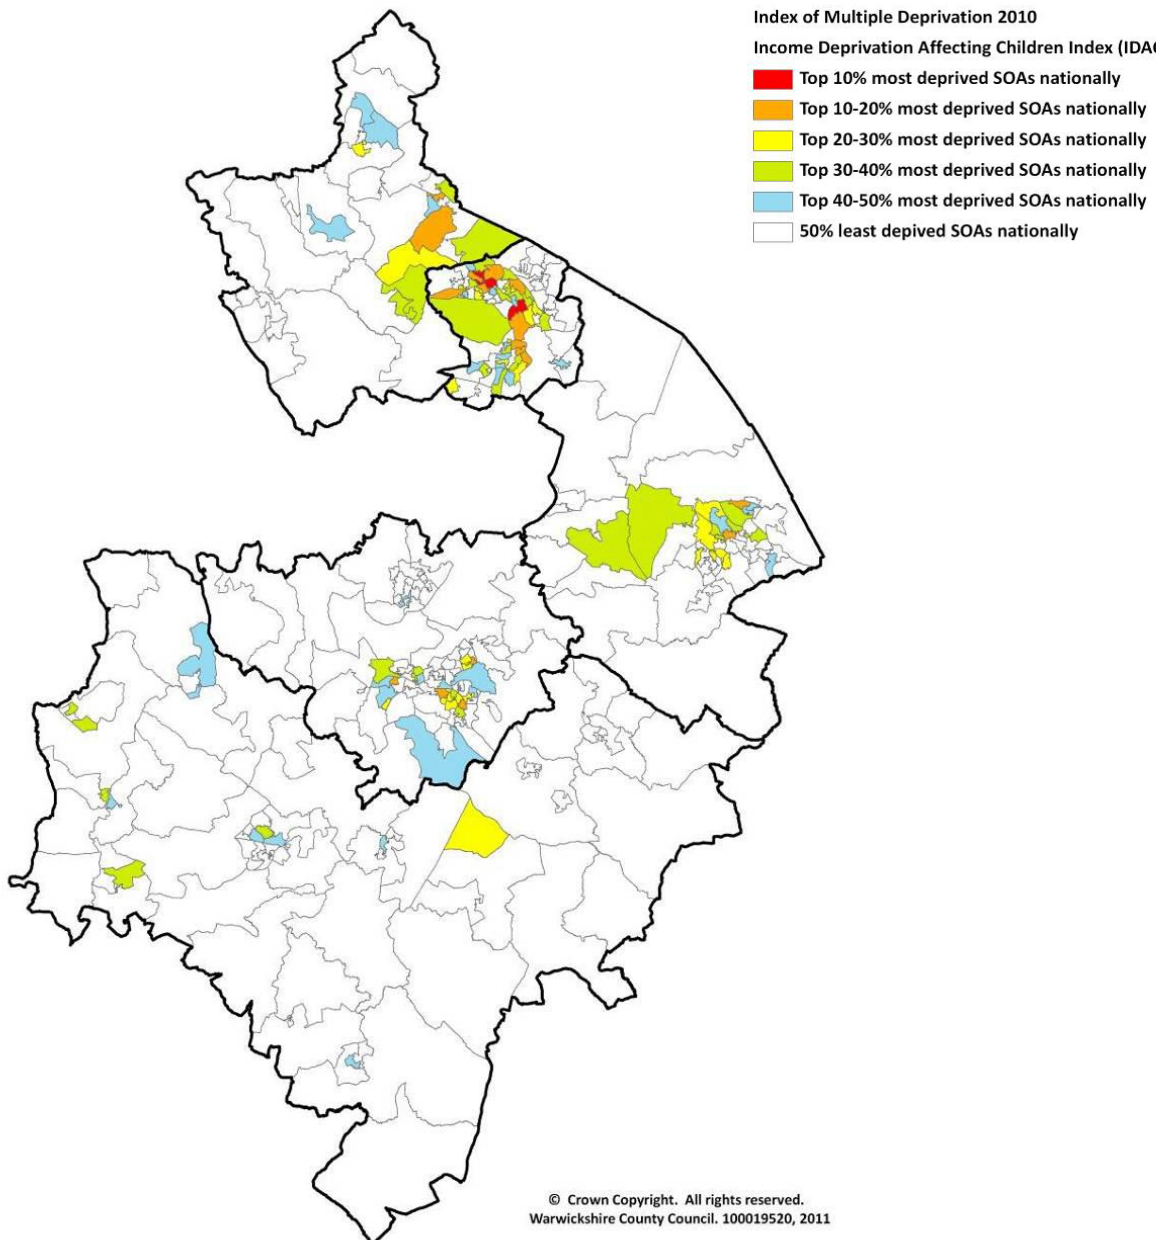 Index of Multiple Deprivation 2010
Income Deprivation Affecting Children Index (IDAC
Top 10% most deprived SOAs nationally
Top 10-20% most deprived SOAs nationally
Top 20-30% most deprived SOAs nationally
Top 30-40% most deprived SOAs nationally
Top 40-50% most deprived SOAs nationally
50% least depived SOAs nationally
© Crown Copyright. All rights reserved.
Warwickshire County Council. 100019520, 2011